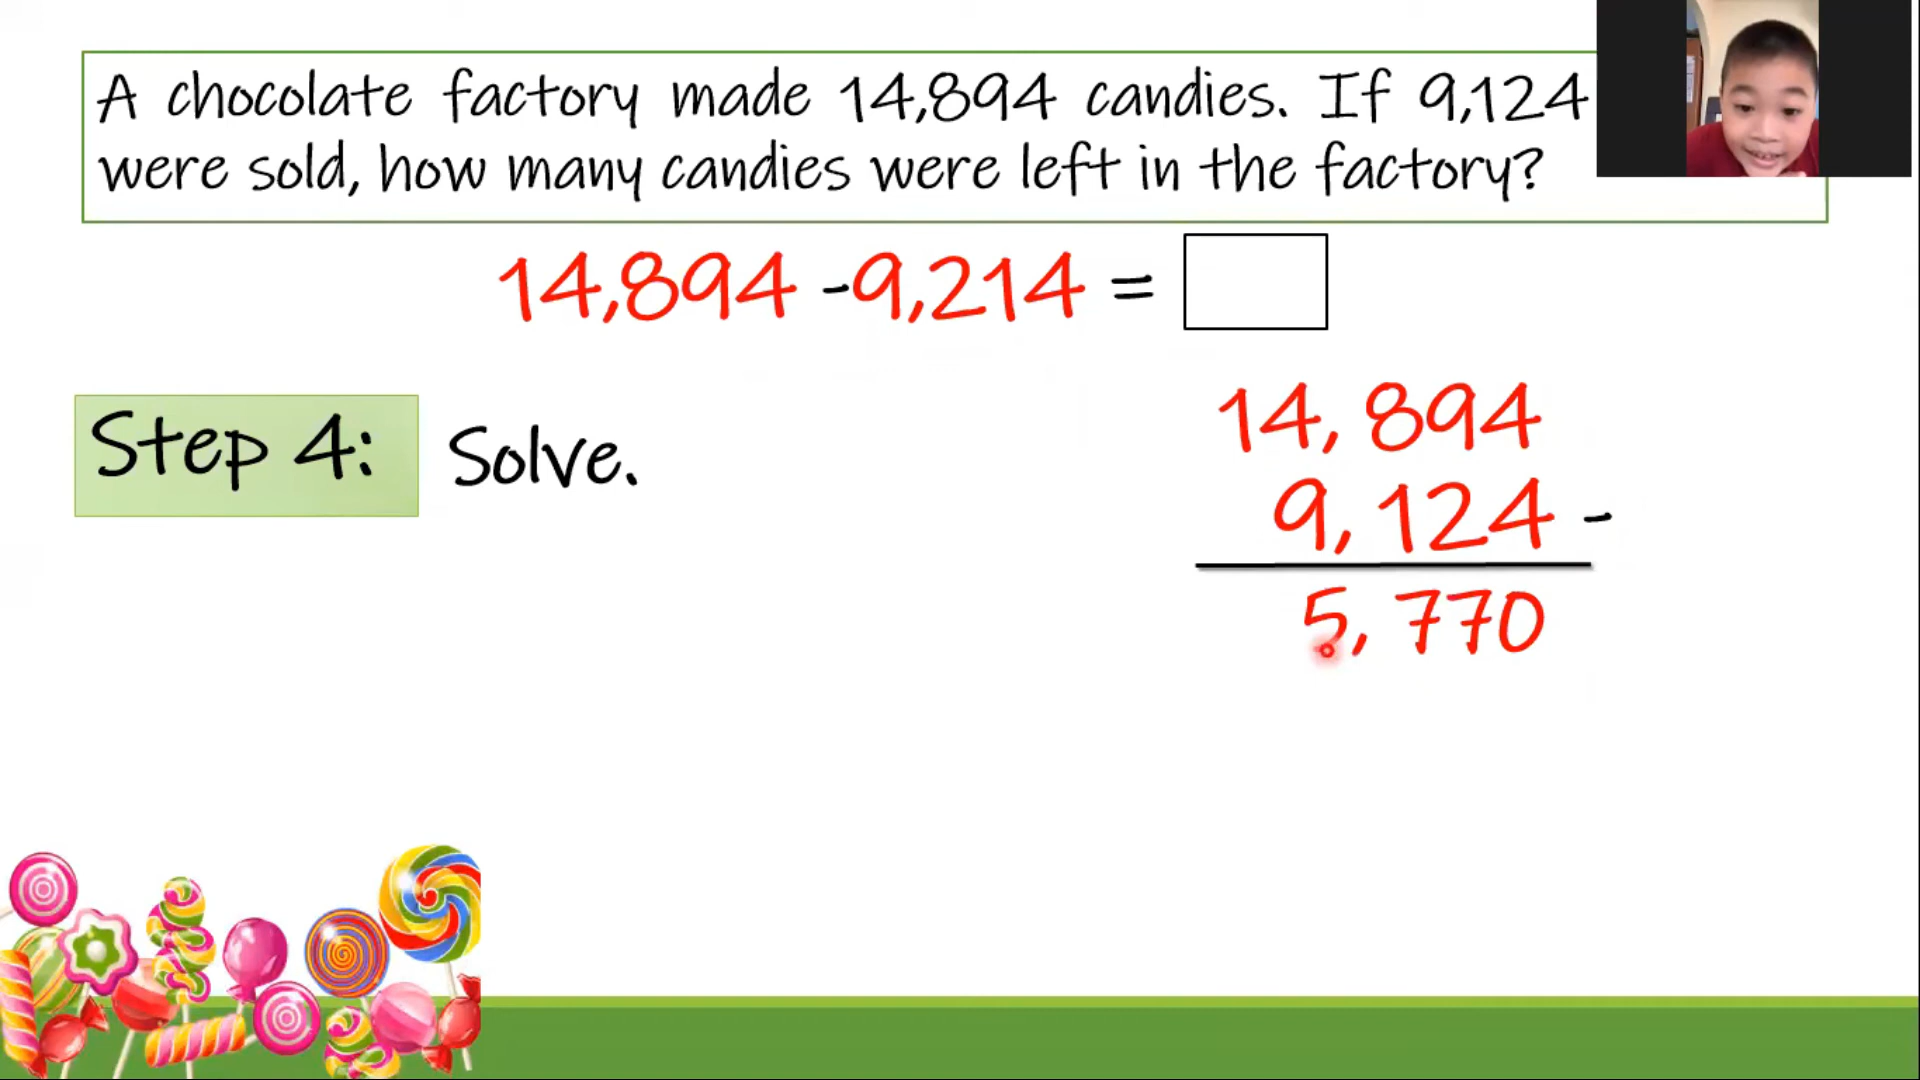 A chocolate factory made 14,894 candies. If 9,124
were sold, how many candies were left in the factory?
14,894 -9,214 =
Step 4: Solve.
14, 894
9, 124 -
5, 770